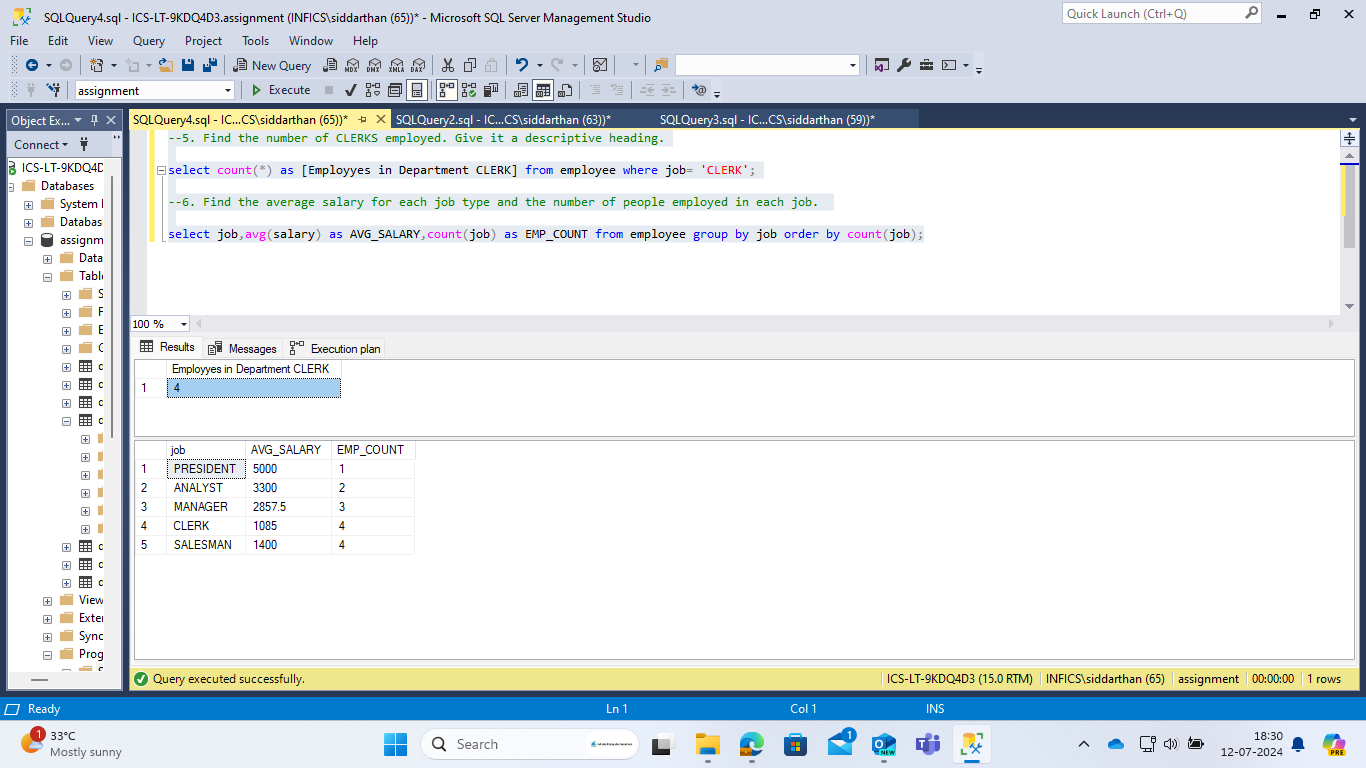 SQLQuery4.sql - ICS-LT-9KDQ4D3.assignment (INFICS\siddarthan (65))* - Microsoft SQL Server Management Studio
Quick Launch (Ctrl+Q)
File Edit View Query Project Tools Window Help
New Query MDX DMX XMLA DAX
assignment Execute
Object Ex... SQLQuery4.sql - IC...CS\siddarthan (65))* SQLQuery2.sql - IC...CS\siddarthan (63))* SQLQuery3.sql - IC...CS\siddarthan (59))*
Connect
ICS-LT-9KDQ4D
Databases
System
Databas
assignm
Data
Table
View
Exter
Sync
Prog
--5. Find the number of CLERKS employed. Give it a descriptive heading.
select count(*) as [Employyes in Department CLERK] from employee where job= 'CLERK';
--6. Find the average salary for each job type and the number of people employed in each job.
select job,avg(salary) as AVG_SALARY,count(job) as EMP_COUNT from employee group by job order by count(job);
100 %
Results Messages Execution plan
Employyes in Department CLERK
1 4
job AVG_SALARY EMP_COUNT
1 PRESIDENT 5000 1
2 ANALYST 3300 2
3 MANAGER 2857.5 3
4 CLERK 1085 4
5 SALESMAN 1400 4
Query executed successfully. ICS-LT-9KDQ4D3 (15.0 RTM) INFICS\siddarthan (65) assignment 00:00:00 1 rows
Ready Ln 1 Col 1 INS
1 33°C
Mostly sunny
Search
1
NEW
18:30
12-07-2024
PRE